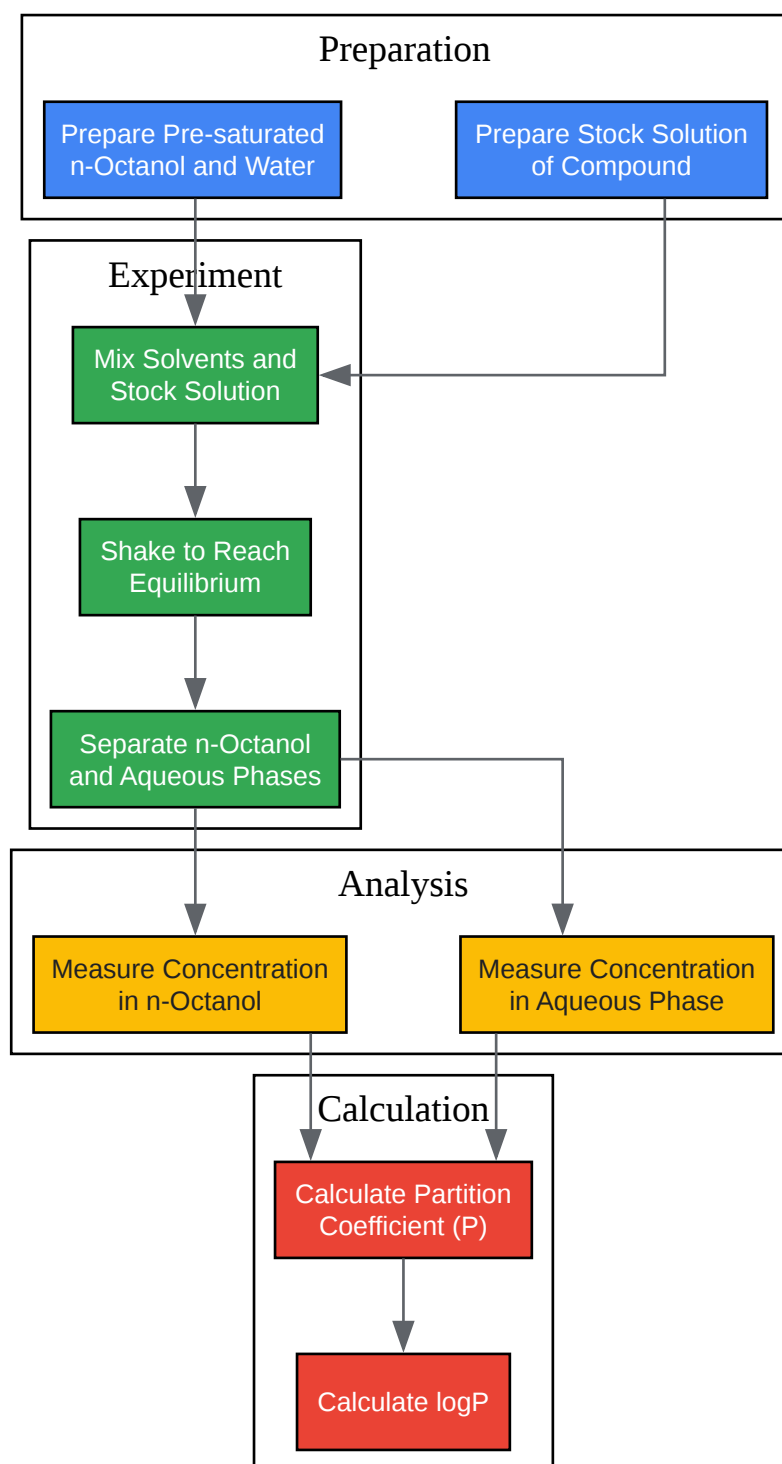 Preparation
Prepare Pre-saturated
n-Octanol and Water
Prepare Stock Solution
of Compound
Experiment
Mix Solvents and
Stock Solution
Shake to Reach
Equilibrium
Separate n-Octanol
and Aqueous Phases
Analysis
Measure Concentration
in n-Octanol
Measure Concentration
in Aqueous Phase
Calculation
Calculate Partition
Coefficient (P)
Calculate logP